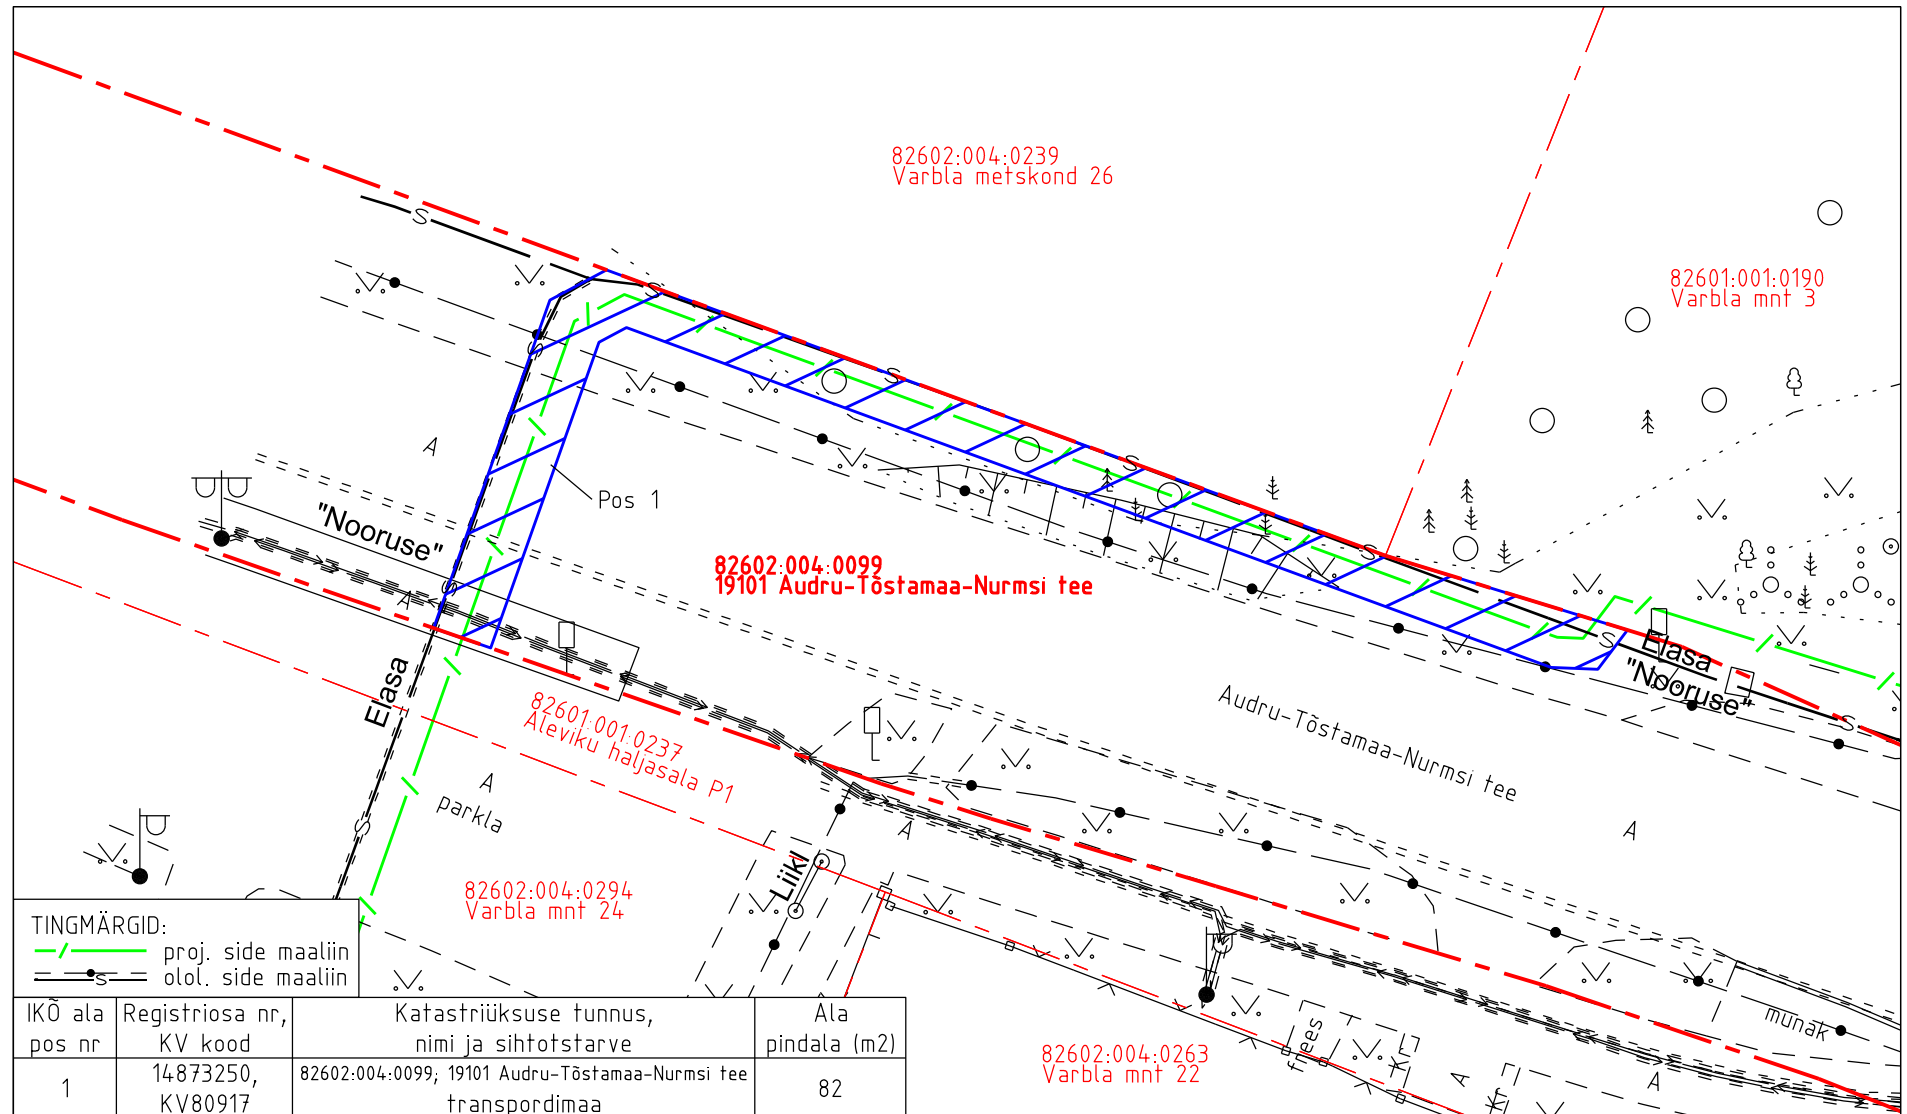 82602:004:0239
Varbla metskond 26
82601:001:0190
Varbla mnt 3
S
S
S
S
S
S
S
S
S
S
S
A
Pos 1
"Nooruse"
82602:004:0099
19101 Audru-Tõstamaa-Nurmsi tee
A
Elasa
"Nooruse"
Elasa
82601:001:0237
Aleviku haljasala P1
Audru-Tõstamaa-Nurmsi tee
A
parkla
A
A
Liikl
82602:004:0294
Varbla mnt 24
munak
frees
82602:004:0263
Varbla mnt 22
A
A
TINGMÄRGID:
proj. side maaliin
S
olol. side maaliin
IKÕ ala
pos nr
Registriosa nr,
KV kood
Katastriüksuse tunnus,
nimi ja sihtotstarve
Ala
pindala (m2)
1
14873250,
KV80917
82602:004:0099; 19101 Audru-Tõstamaa-Nurmsi tee
transpordimaa
82